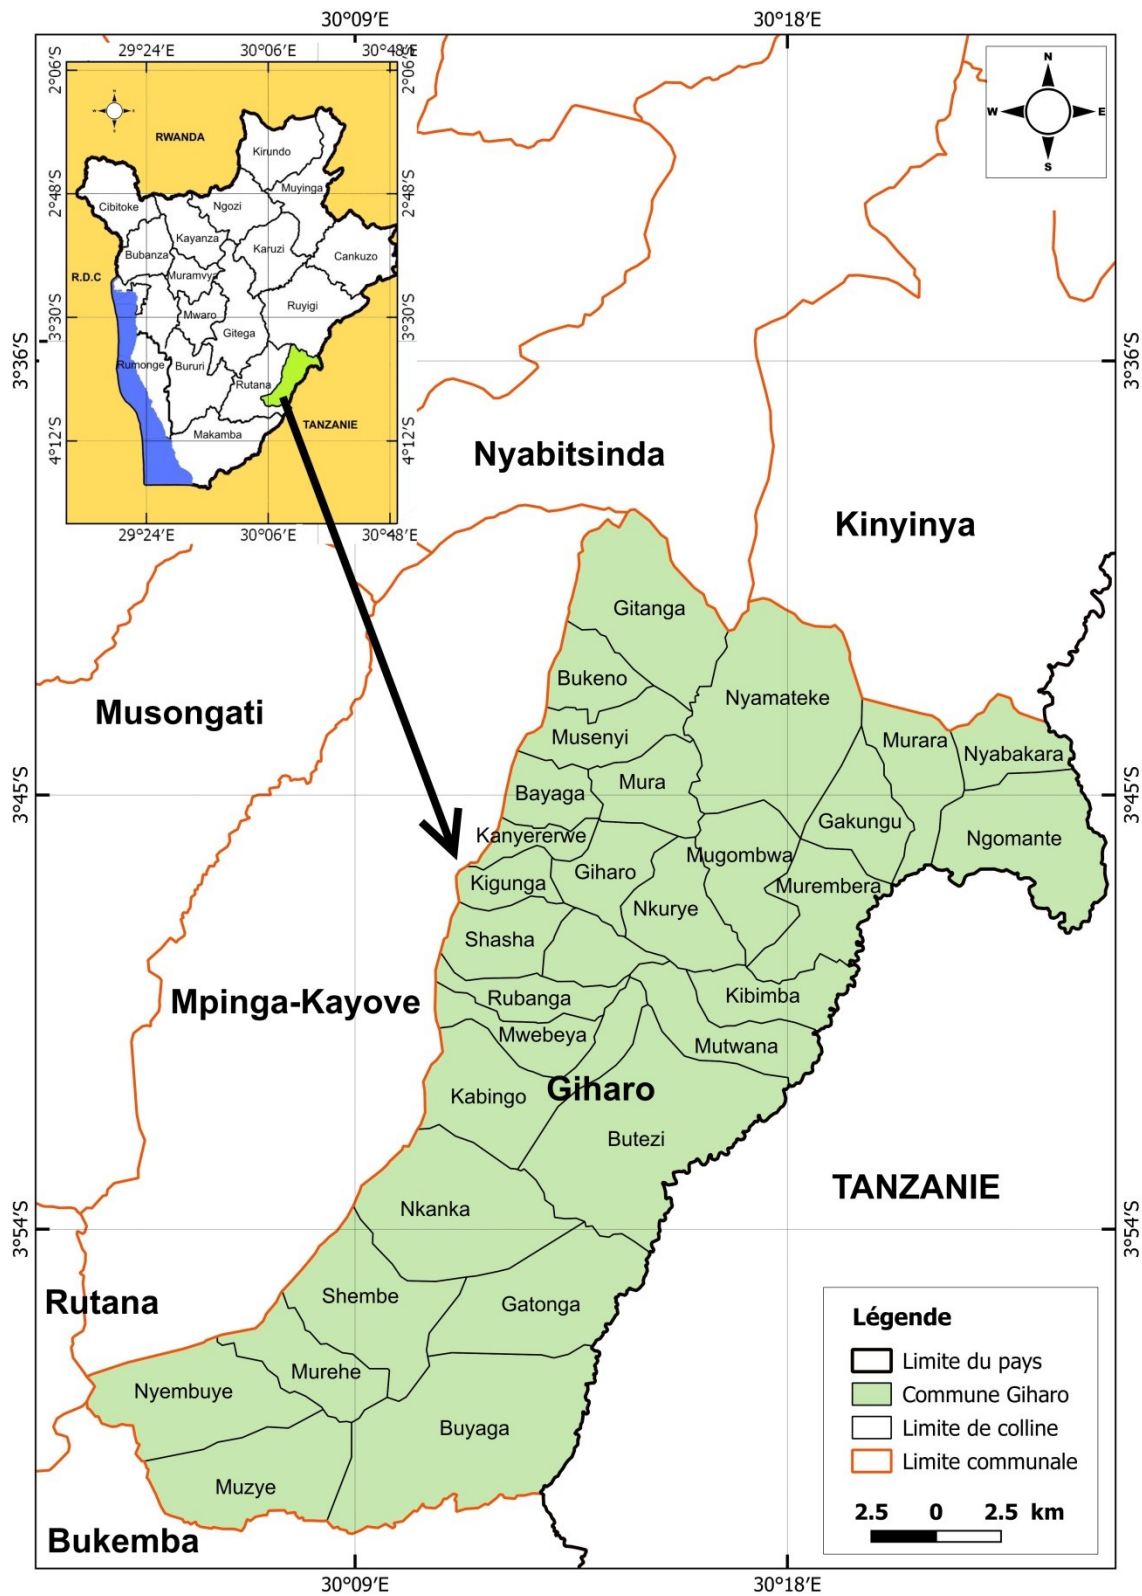 30°09′E
30°18′E
29°24′E
30°06′E
30°48′E
2°06′S
2°06′S
N
W
E
S
RWANDA
Kirundo
Muyinga
2°48′S
2°48′S
Cibitoke
Ngozi
Kayanza
Karuzi
Bubanza
Cankuzo
R.D.C
Muramvya
Ruyigi
Mwaro
3°30′S
3°30′S
Gitega
3°36′S
3°36′S
Rumonge
Bururi
Rutana
TANZANIE
Makamba
4°12′S
4°12′S
29°24′E
30°06′E
30°48′E
N
W
E
S
Nyabitsinda
Kinyinya
Gitanga
Bukeno
Nyamateke
Musongati
Musenyi
Murara
Nyabakara
Mura
3°45′S
3°45′S
Bayaga
Gakungu
Kanyererwe
Ngomante
Mugombwa
Giharo
Kigunga
Murembera
Nkurye
Shasha
Mpinga-Kayove
Rubanga
Kibimba
Mwebeya
Mutwana
Giharo
Kabingo
Butezi
TANZANIE
Nkanka
3°54′S
3°54′S
Rutana
Shembe
Gatonga
Murehe
Nyembuye
Buyaga
Muzye
Bukemba
Légende
Limite du pays
Commune Giharo
Limite de colline
Limite communale
2.5 0 2.5 km
30°09′E
30°18′E